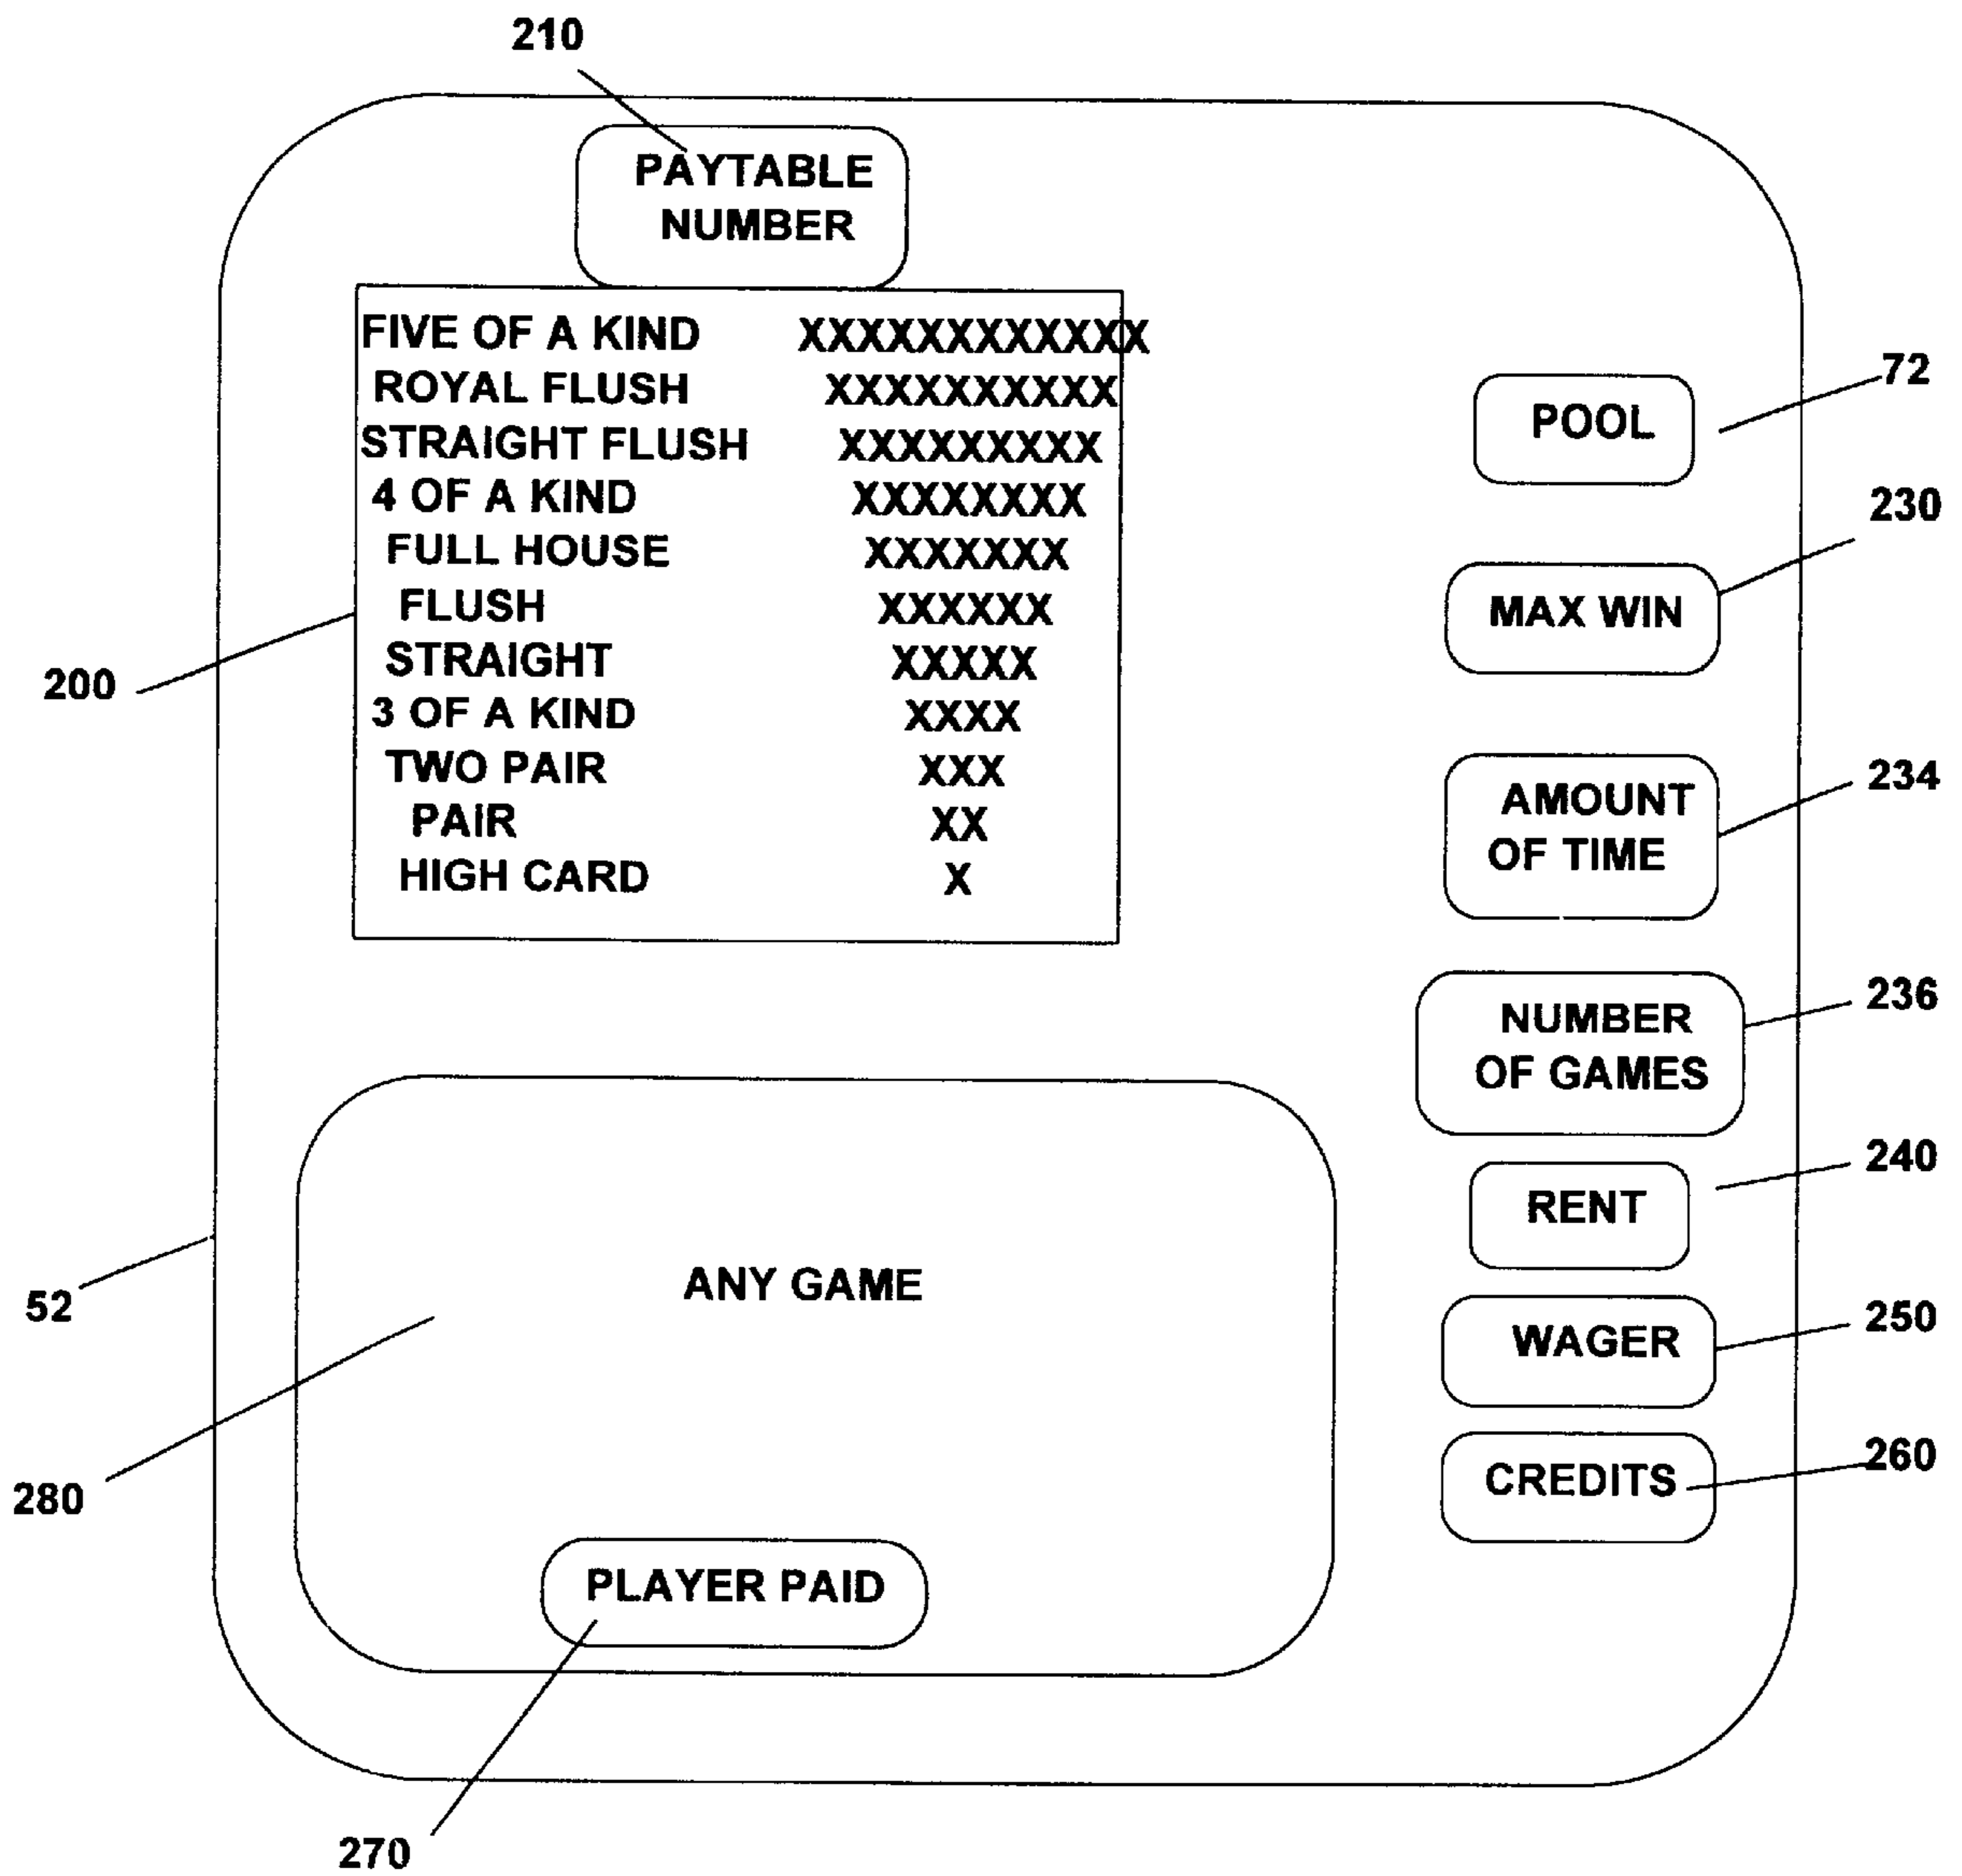 210
PAYTABLE
NUMBER
FIVE OF A KIND XXXXXXXXXXXX
ROYAL FLUSH XXXXXXXXXX
STRAIGHT FLUSH XXXXXXXXX
4 OF A KIND XXXXXXXX
FULL HOUSE XXXXXXX
FLUSH XXXXXX
STRAIGHT XXXXX
3 OF A KIND XXXX
TWO PAIR XXX
PAIR XX
HIGH CARD X
200
72
POOL
230
MAX WIN
234
AMOUNT
OF TIME
236
NUMBER
OF GAMES
240
RENT
250
WAGER
260
CREDITS
52
ANY GAME
280
PLAYER PAID
270